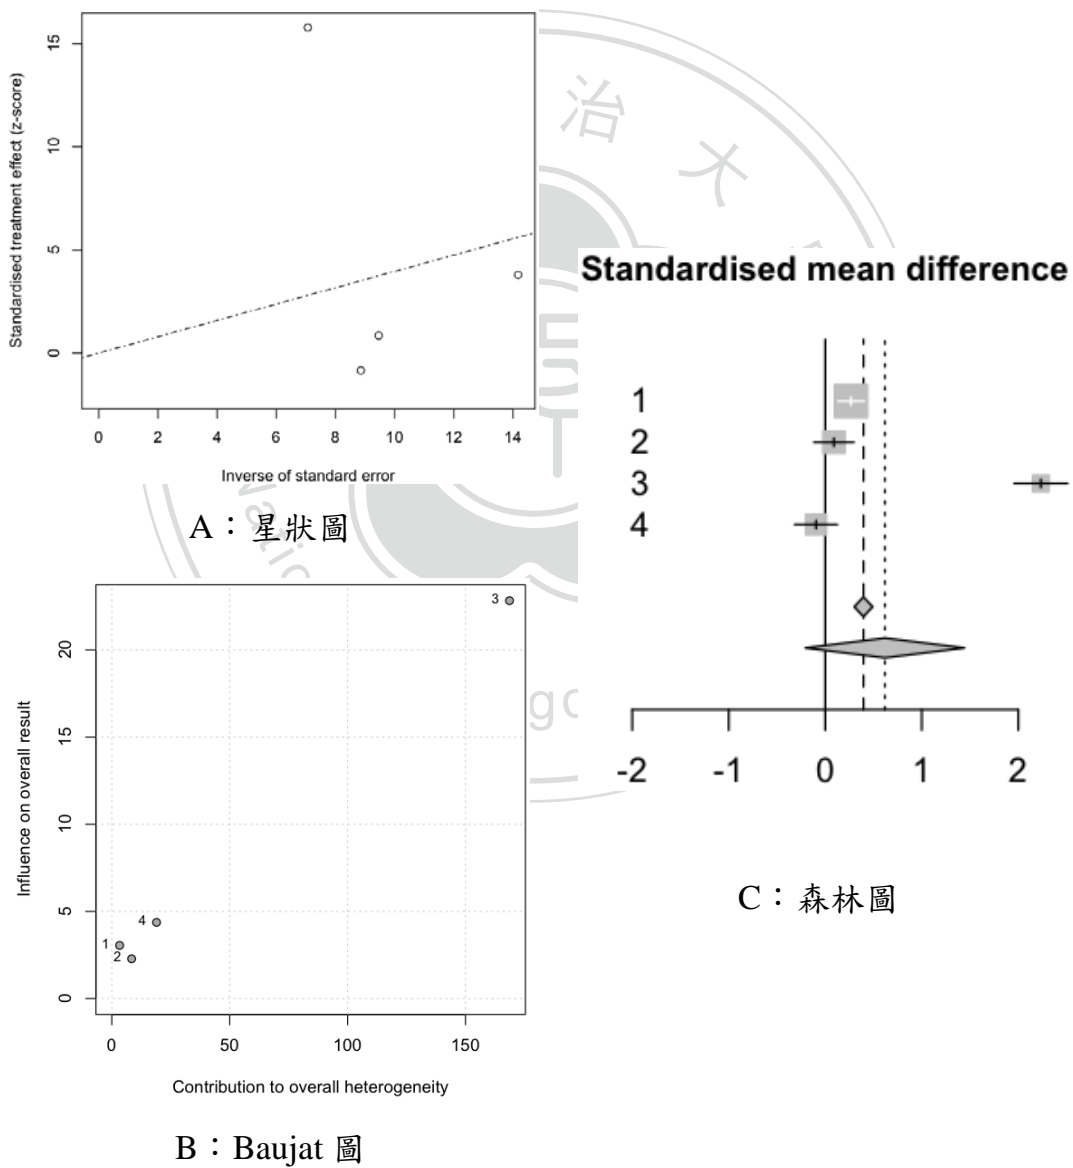 Standardised treatment effect (z-score)
15
10
5
0
0 2 4 6 8 10 12 14
Inverse of standard error
A：星狀圖
Standardised mean difference
1
2
3
4
-2 -1 0 1 2
C：森林圖
Influence on overall result
20
15
10
5
0
3
4
1
2
0 50 100 150
Contribution to overall heterogeneity
B：Baujat 圖
治 大
Natio